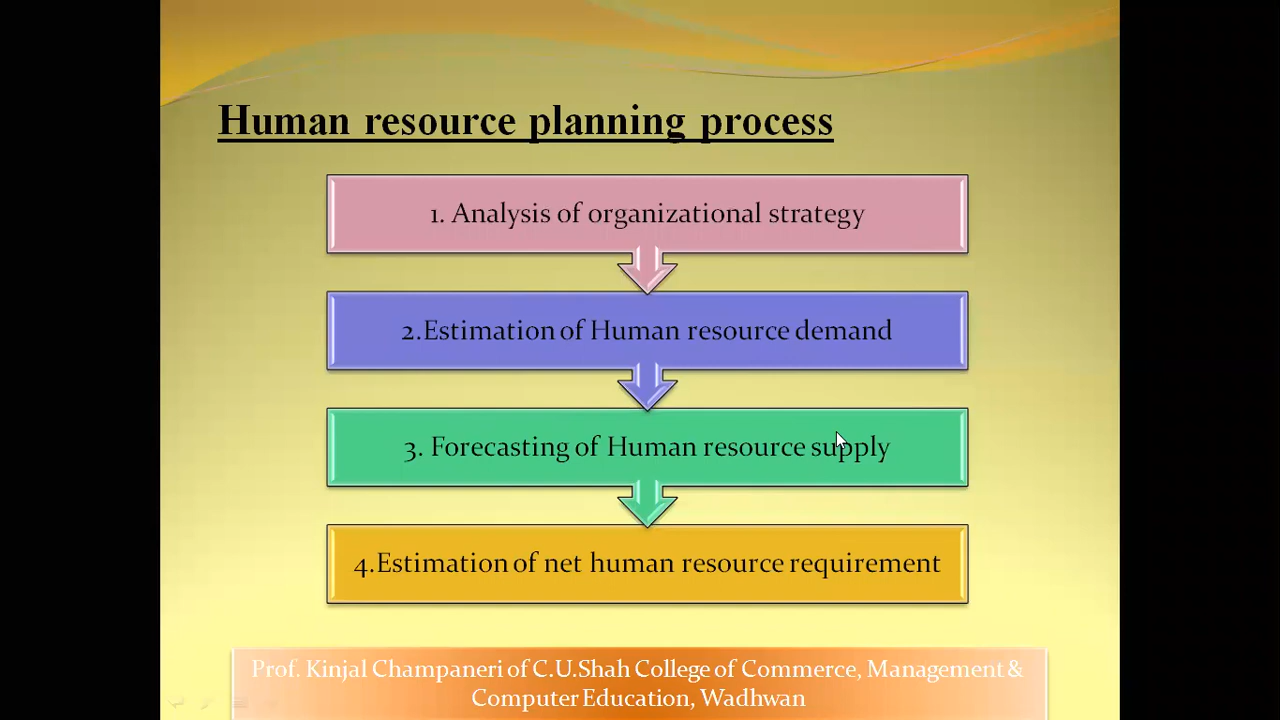 Human resource planning process
1. Analysis of organizational strategy
2.Estimation of Human resource demand
3. Forecasting of Human resource supply
4.Estimation of net human resource requirement
Prof. Kinjal Champaneri of C.U.Shah College of Commerce, Management &
Computer Education, Wadhwan